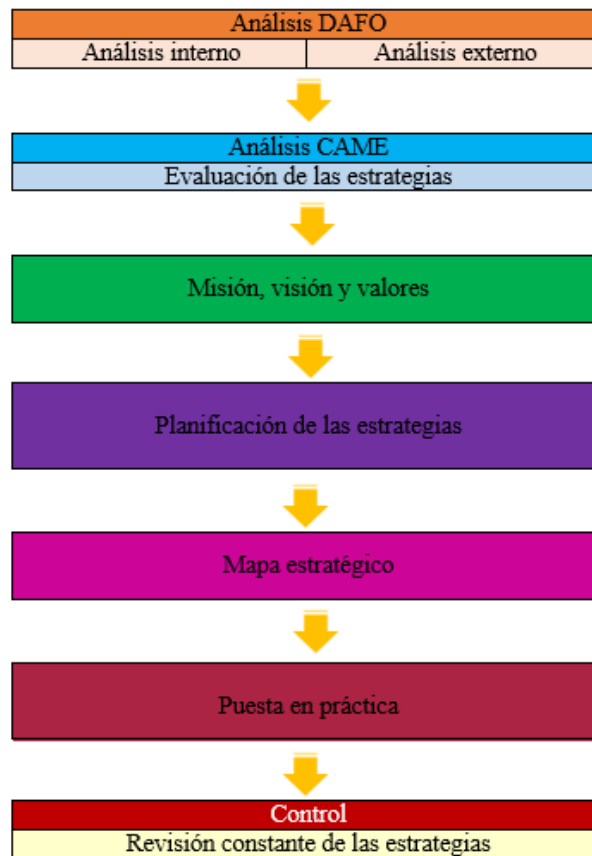 Análisis DAFO
Análisis interno Análisis externo
Análisis CAME
Evaluación de las estrategias
Misión, visión y valores
Planificación de las estrategias
Mapa estratégico
Puesta en práctica
Control
Revisión constante de las estrategias